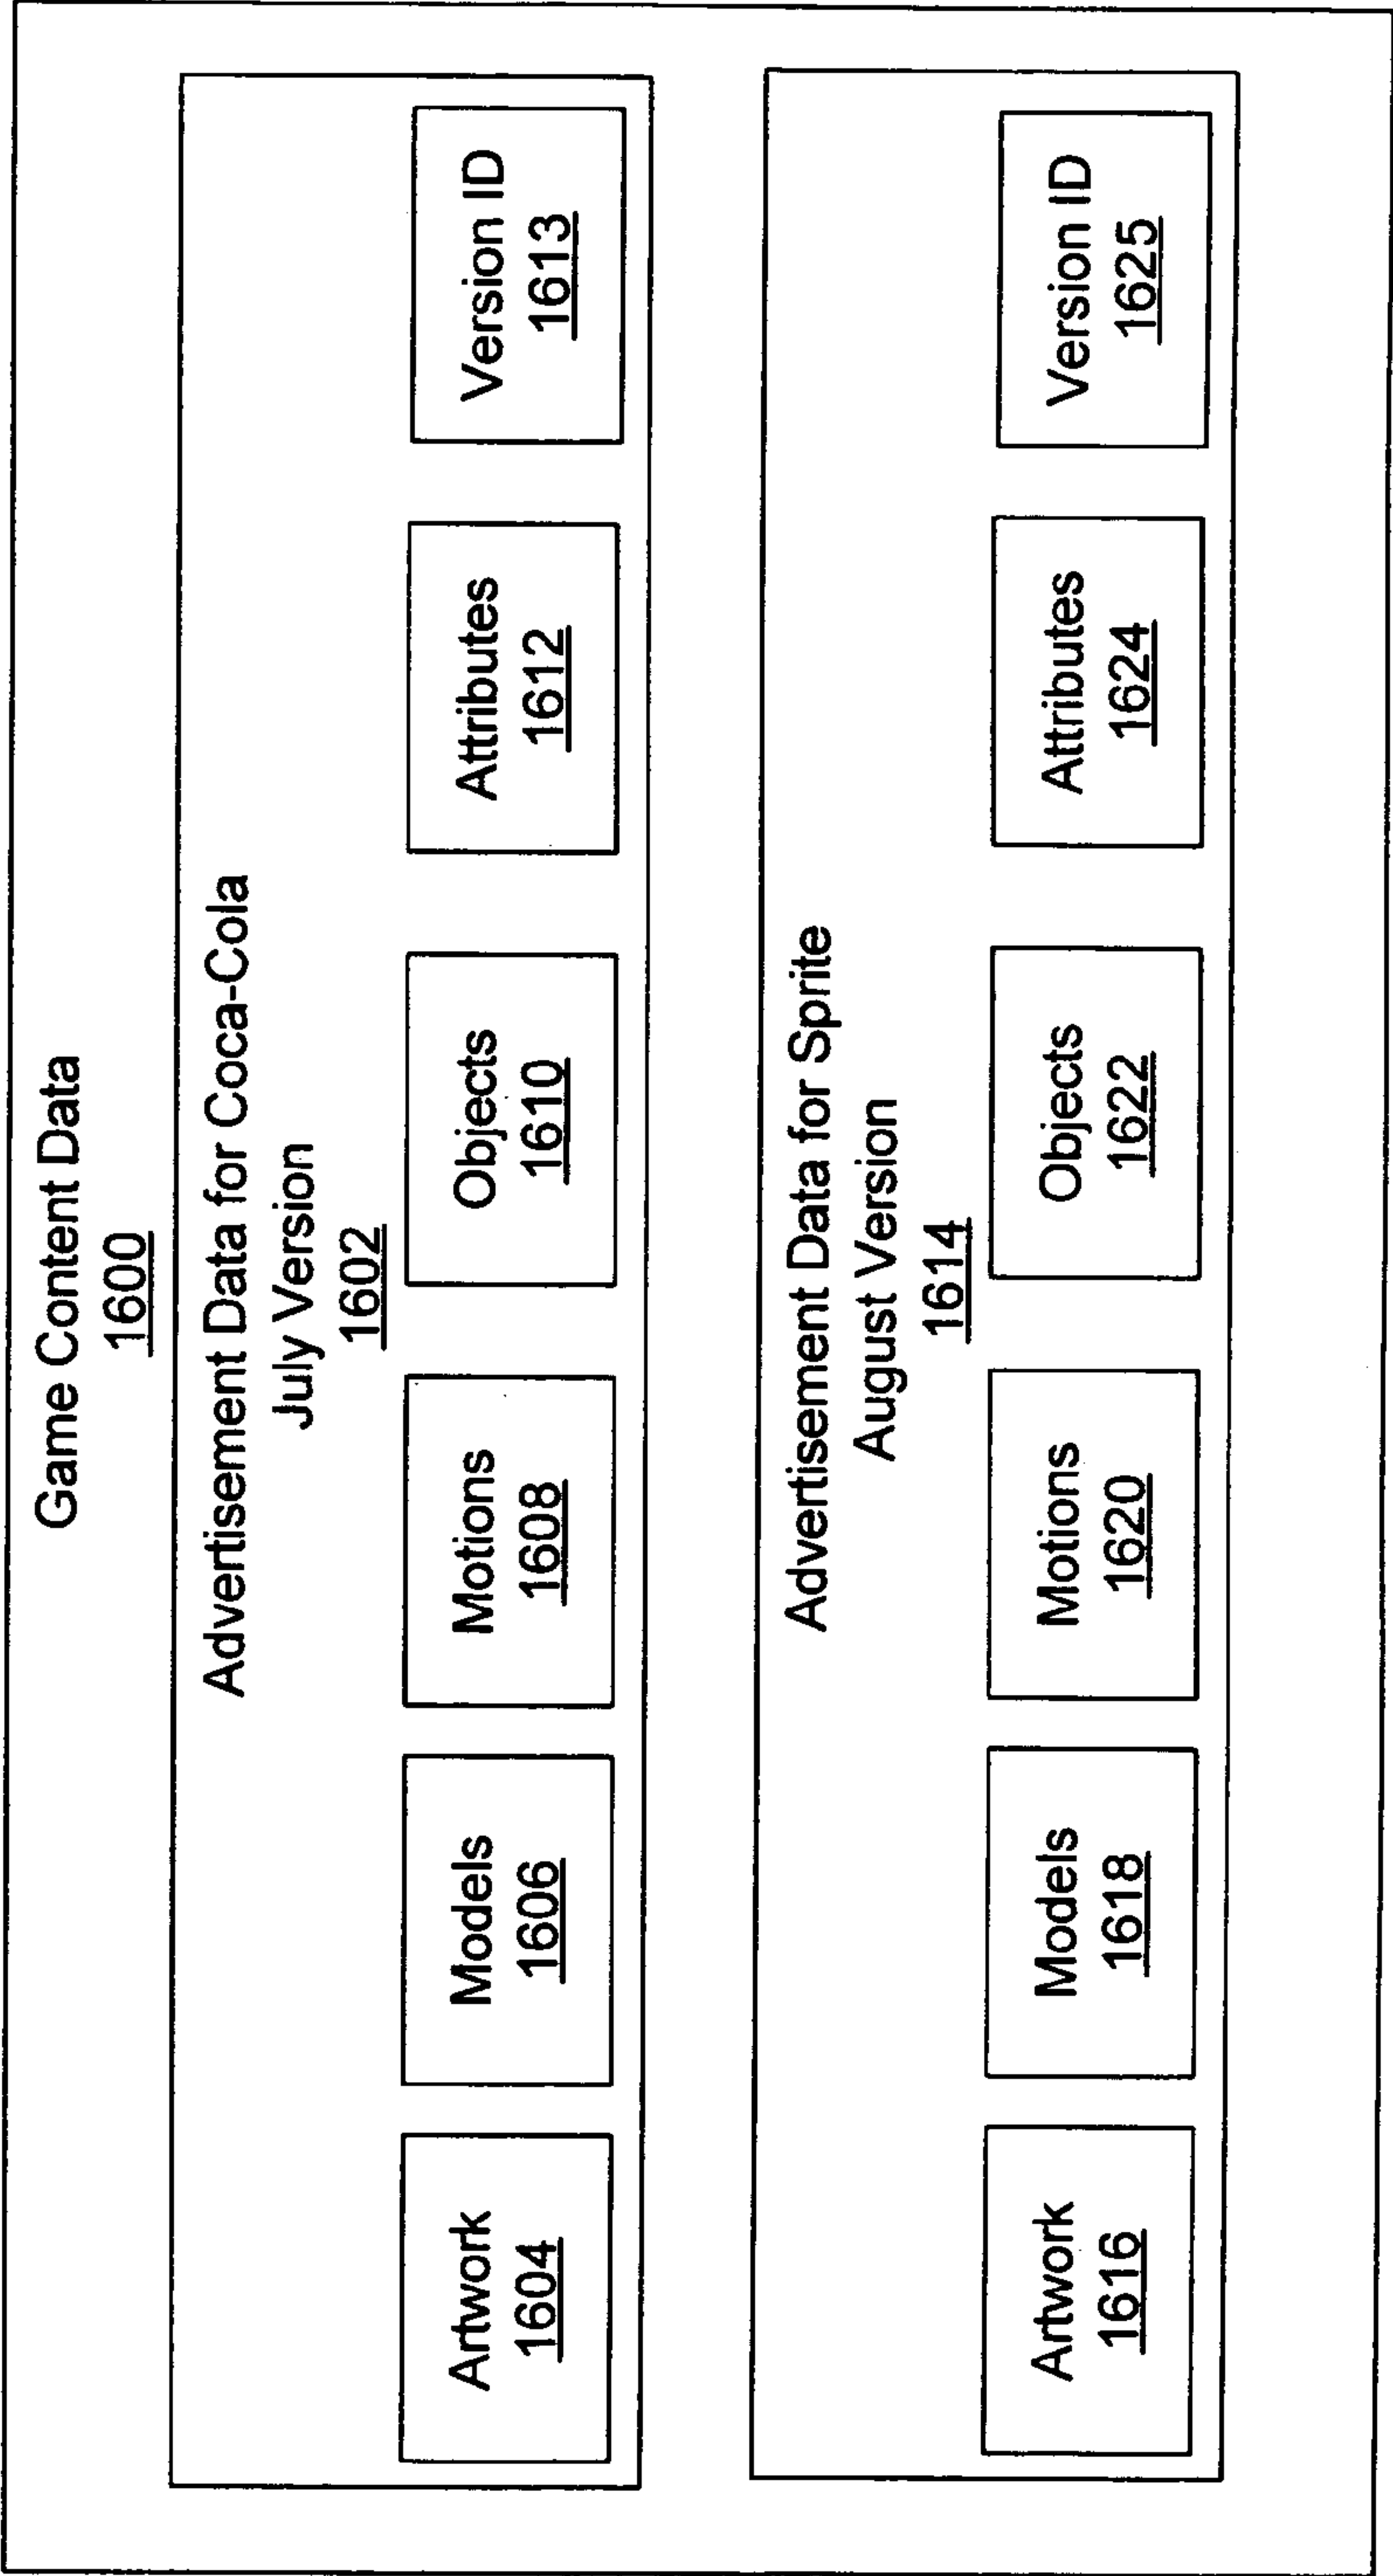 Game Content Data
1600
Advertisement Data for Coca-Cola
July Version
1602
Artwork
1604
Models
1606
Motions
1608
Objects
1610
Attributes
1612
Version ID
1613
Advertisement Data for Sprite
August Version
1614
Artwork
1616
Models
1618
Motions
1620
Objects
1622
Attributes
1624
Version ID
1625